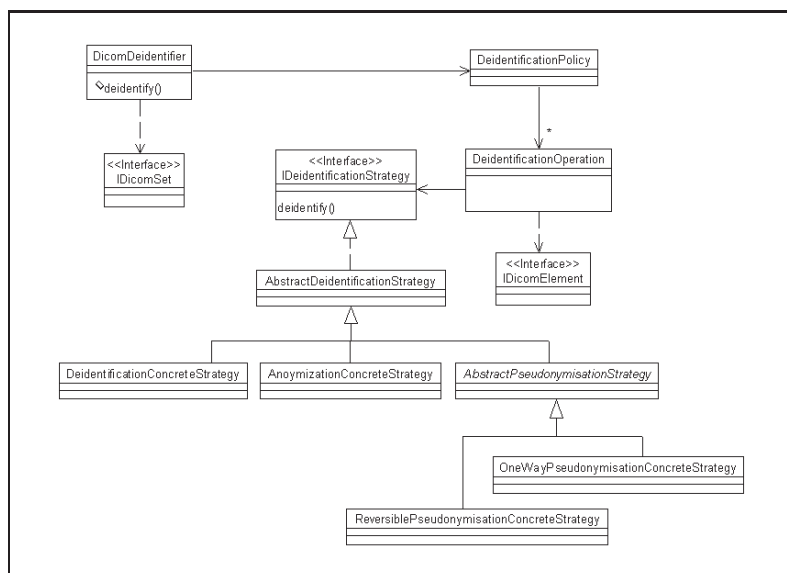 DicomDeidentifier
deidentify()
DeidentificationPolicy
*
<<Interface>>
IDicomSet
<<Interface>>
IDeidentificationStrategy
deidentify()
DeidentificationOperation
<<Interface>>
IDicomElement
AbstractDeidentificationStrategy
DeidentificationConcreteStrategy
AnoymizationConcreteStrategy
AbstractPseudonymisationStrategy
OneWayPseudonymisationConcreteStrategy
ReversiblePseudonymisationConcreteStrategy